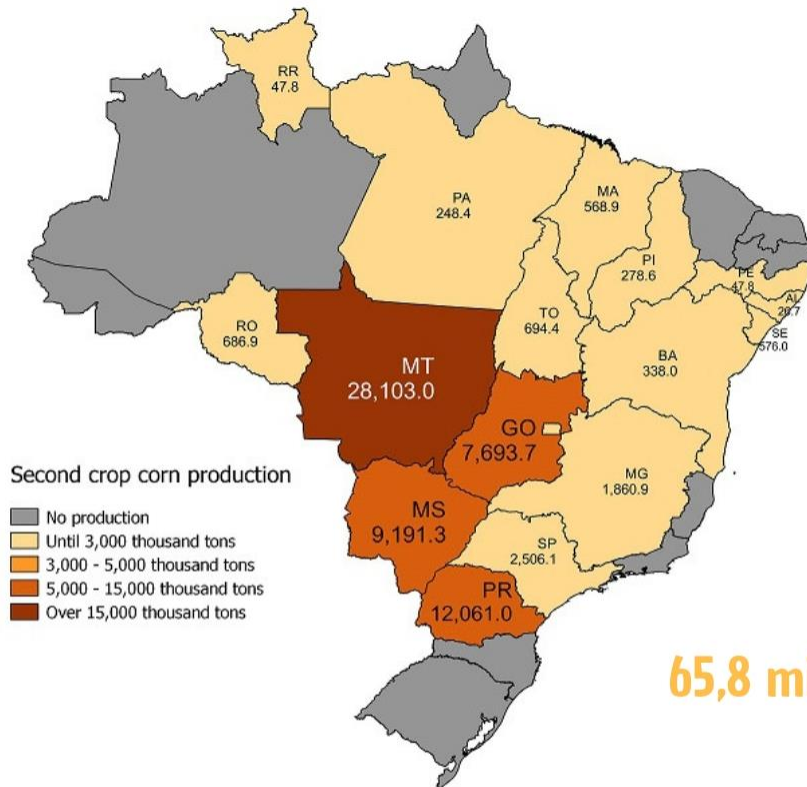 RR
47.8
PA
248.4
MA
568.9
PI
278.6
PE
47.8
AL
26.7
SE
576.0
TO
694.4
RO
686.9
BA
338.0
MT
28,103.0
GO
7,693.7
MG
1,860.9
MS
9,191.3
SP
2,506.1
PR
12,061.0
Second crop corn production
No production
Until 3,000 thousand tons
3,000 - 5,000 thousand tons
5,000 - 15,000 thousand tons
Over 15,000 thousand tons
65,8 m